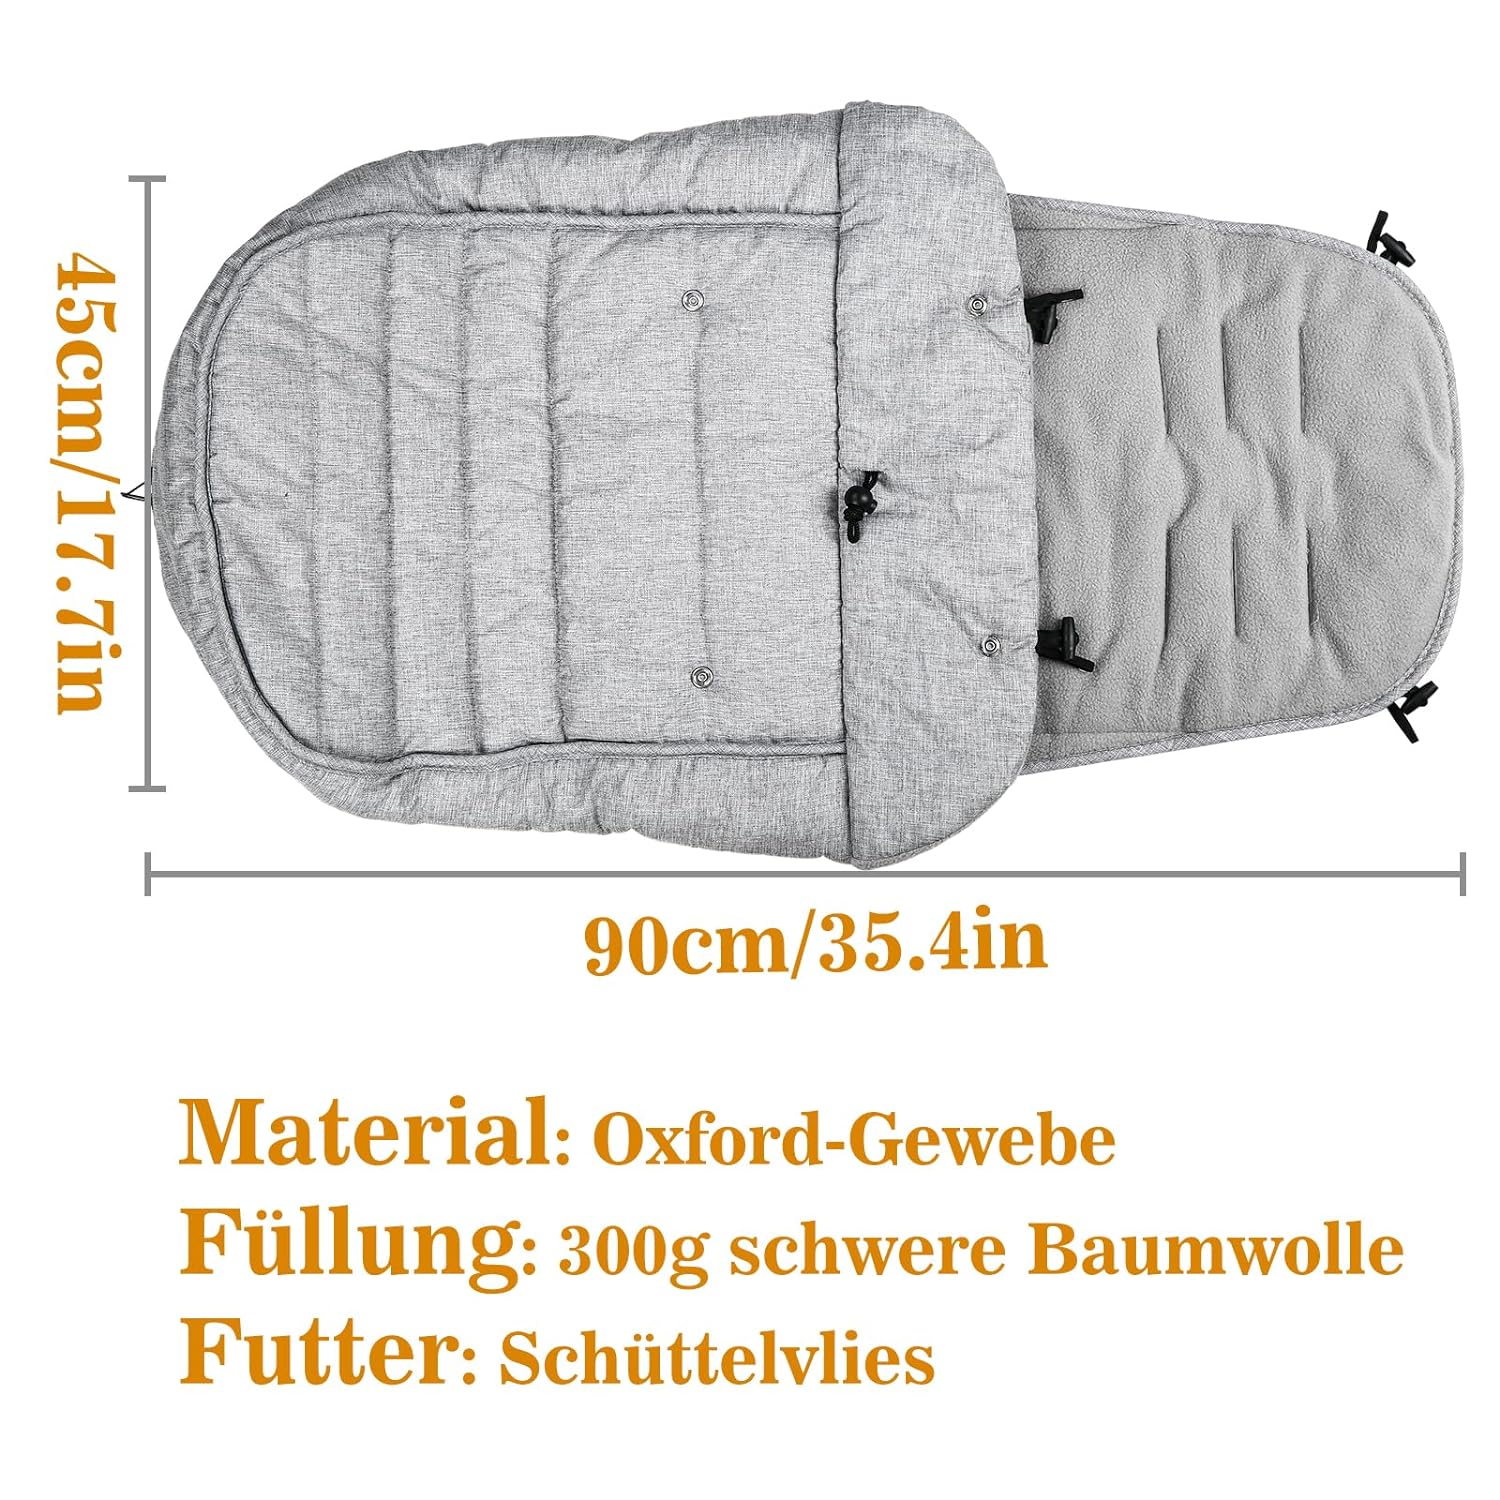 45cm/17.7in
90cm/35.4in
Material: Oxford-Gewebe
Füllung: 300g schwere Baumwolle
Futter: Schüttelvlies